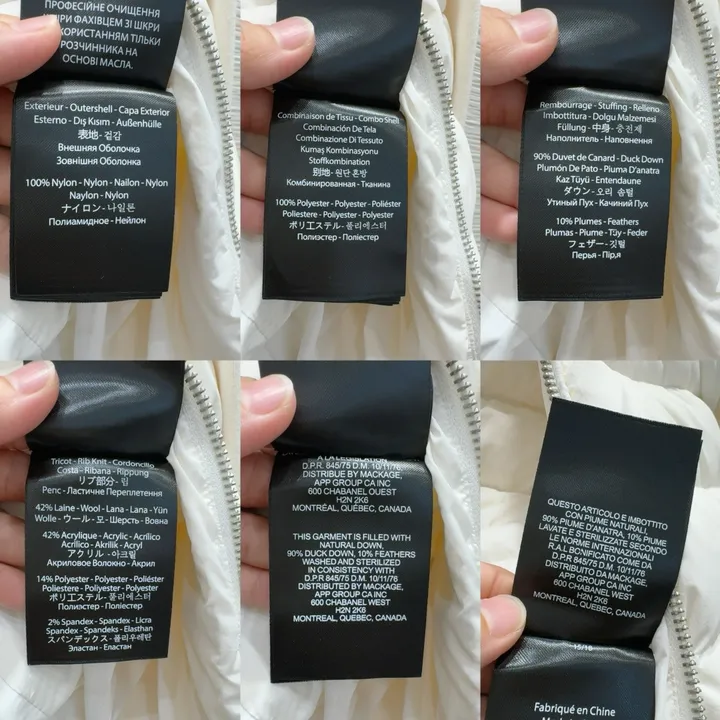 ПРОФЕСІЙНЕ ОЧИЩЕННЯ
ШКІРИ ФАХІВЦЕМ ЗІ ШКІРИ
ВИКОРИСТАННЯМ ТІЛЬКИ
РОЗЧИННИКА НА
ОСНОВІ МАСЛА.
Exterieur - Outershell - Capa Exterior
Esterno - Dış Kısım - Außenhülle
表地 - 겉감
Внешняя Оболочка
Зовнішня Оболонка
100% Nylon - Nylon - Nailon - Nylon
Naylon - Nylon
ナイロン - 나일론
Полиамидное - Нейлон
Combinaison de Tissu - Combo Shell
Combinación De Tela
Combinazione Di Tessuto
Kumaş Kombinasyonu
Stoffkombination
別地 - 원단 혼방
Комбинированная - Тканина
100% Polyester - Polyester - Poliéster
Poliestere - Polyester - Polyester
ポリエステル - 폴리에스터
Полиэстер - Поліестер
Rembourrage - Stuffing - Relleno
Imbottitura - Dolgu Malzemesi
Füllung - 中身 - 충전제
Наполнитель - Наповнення
90% Duvet de Canard - Duck Down
Plumón De Pato - Piuma D'anatra
Kaz Tüyü - Entendaune
ダウン - 오리 솜털
Утиный Пух - Качиний Пух
10% Plumes - Feathers
Plumas - Piume - Tüy - Feder
フェザー - 깃털
Перья - Пір,я
Tricot - Rib Knit - Cordoncillo
Costa - Ribana - Rippung
リブ部分 - 립
Репс - Ластичне Переплетення
42% Laine - Wool - Lana - Lana - Yün
Wolle - ウール - 모 - Шерсть - Вовна
42% Acrylique - Acrylic - Acrílico
Acrilico - Akrilik - Acryl
アクリル - 아크릴
Акриловое Волокно - Акрил
14% Polyester - Polyester - Poliéster
Poliestere - Polyester - Polyester
ポリエステル - 폴리에스터
Полиэстер - Поліестер
2% Spandex - Spandex - Licra
Spandex - Spandeks - Elasthan
スパンデックス - 폴리우레탄
Эластан - Еластан
A LA LEGISLATION
D.P.R. 845/75 D.M. 10/11/76,
DISTRIBUE BY MACKAGE,
APP GROUP CA INC
600 CHABANEL OUEST
H2N 2K6
MONTRÉAL, QUÉBEC, CANADA
THIS GARMENT IS FILLED WITH
NATURAL DOWN,
90% DUCK DOWN, 10% FEATHERS
WASHED AND STERILIZED
IN CONSISTENCY WITH
D.P.R 845/75 D.M. 10/11/76
DISTRIBUTED BY MACKAGE,
APP GROUP CA INC
600 CHABANEL WEST
H2N 2K6
MONTREAL, QUEBEC, CANADA
QUESTO ARTICOLO E IMBOTTITO
CON PIUME NATURALI,
90% PIUME D'ANATRA, 10% PIUME
LAVATE E STERILIZZATE SECONDO
LE NORME INTERNAZIONALI
R.A.L BONIFICATO COME DA
D.P.R 845/75 D.M. 10/11/76
DISTRIBUTO DA MACKAGE,
APP GROUP CA INC
600 CHABANEL WEST
H2N 2K6
MONTREAL, QUEBEC, CANADA
15/16
Fabriqué en Chine